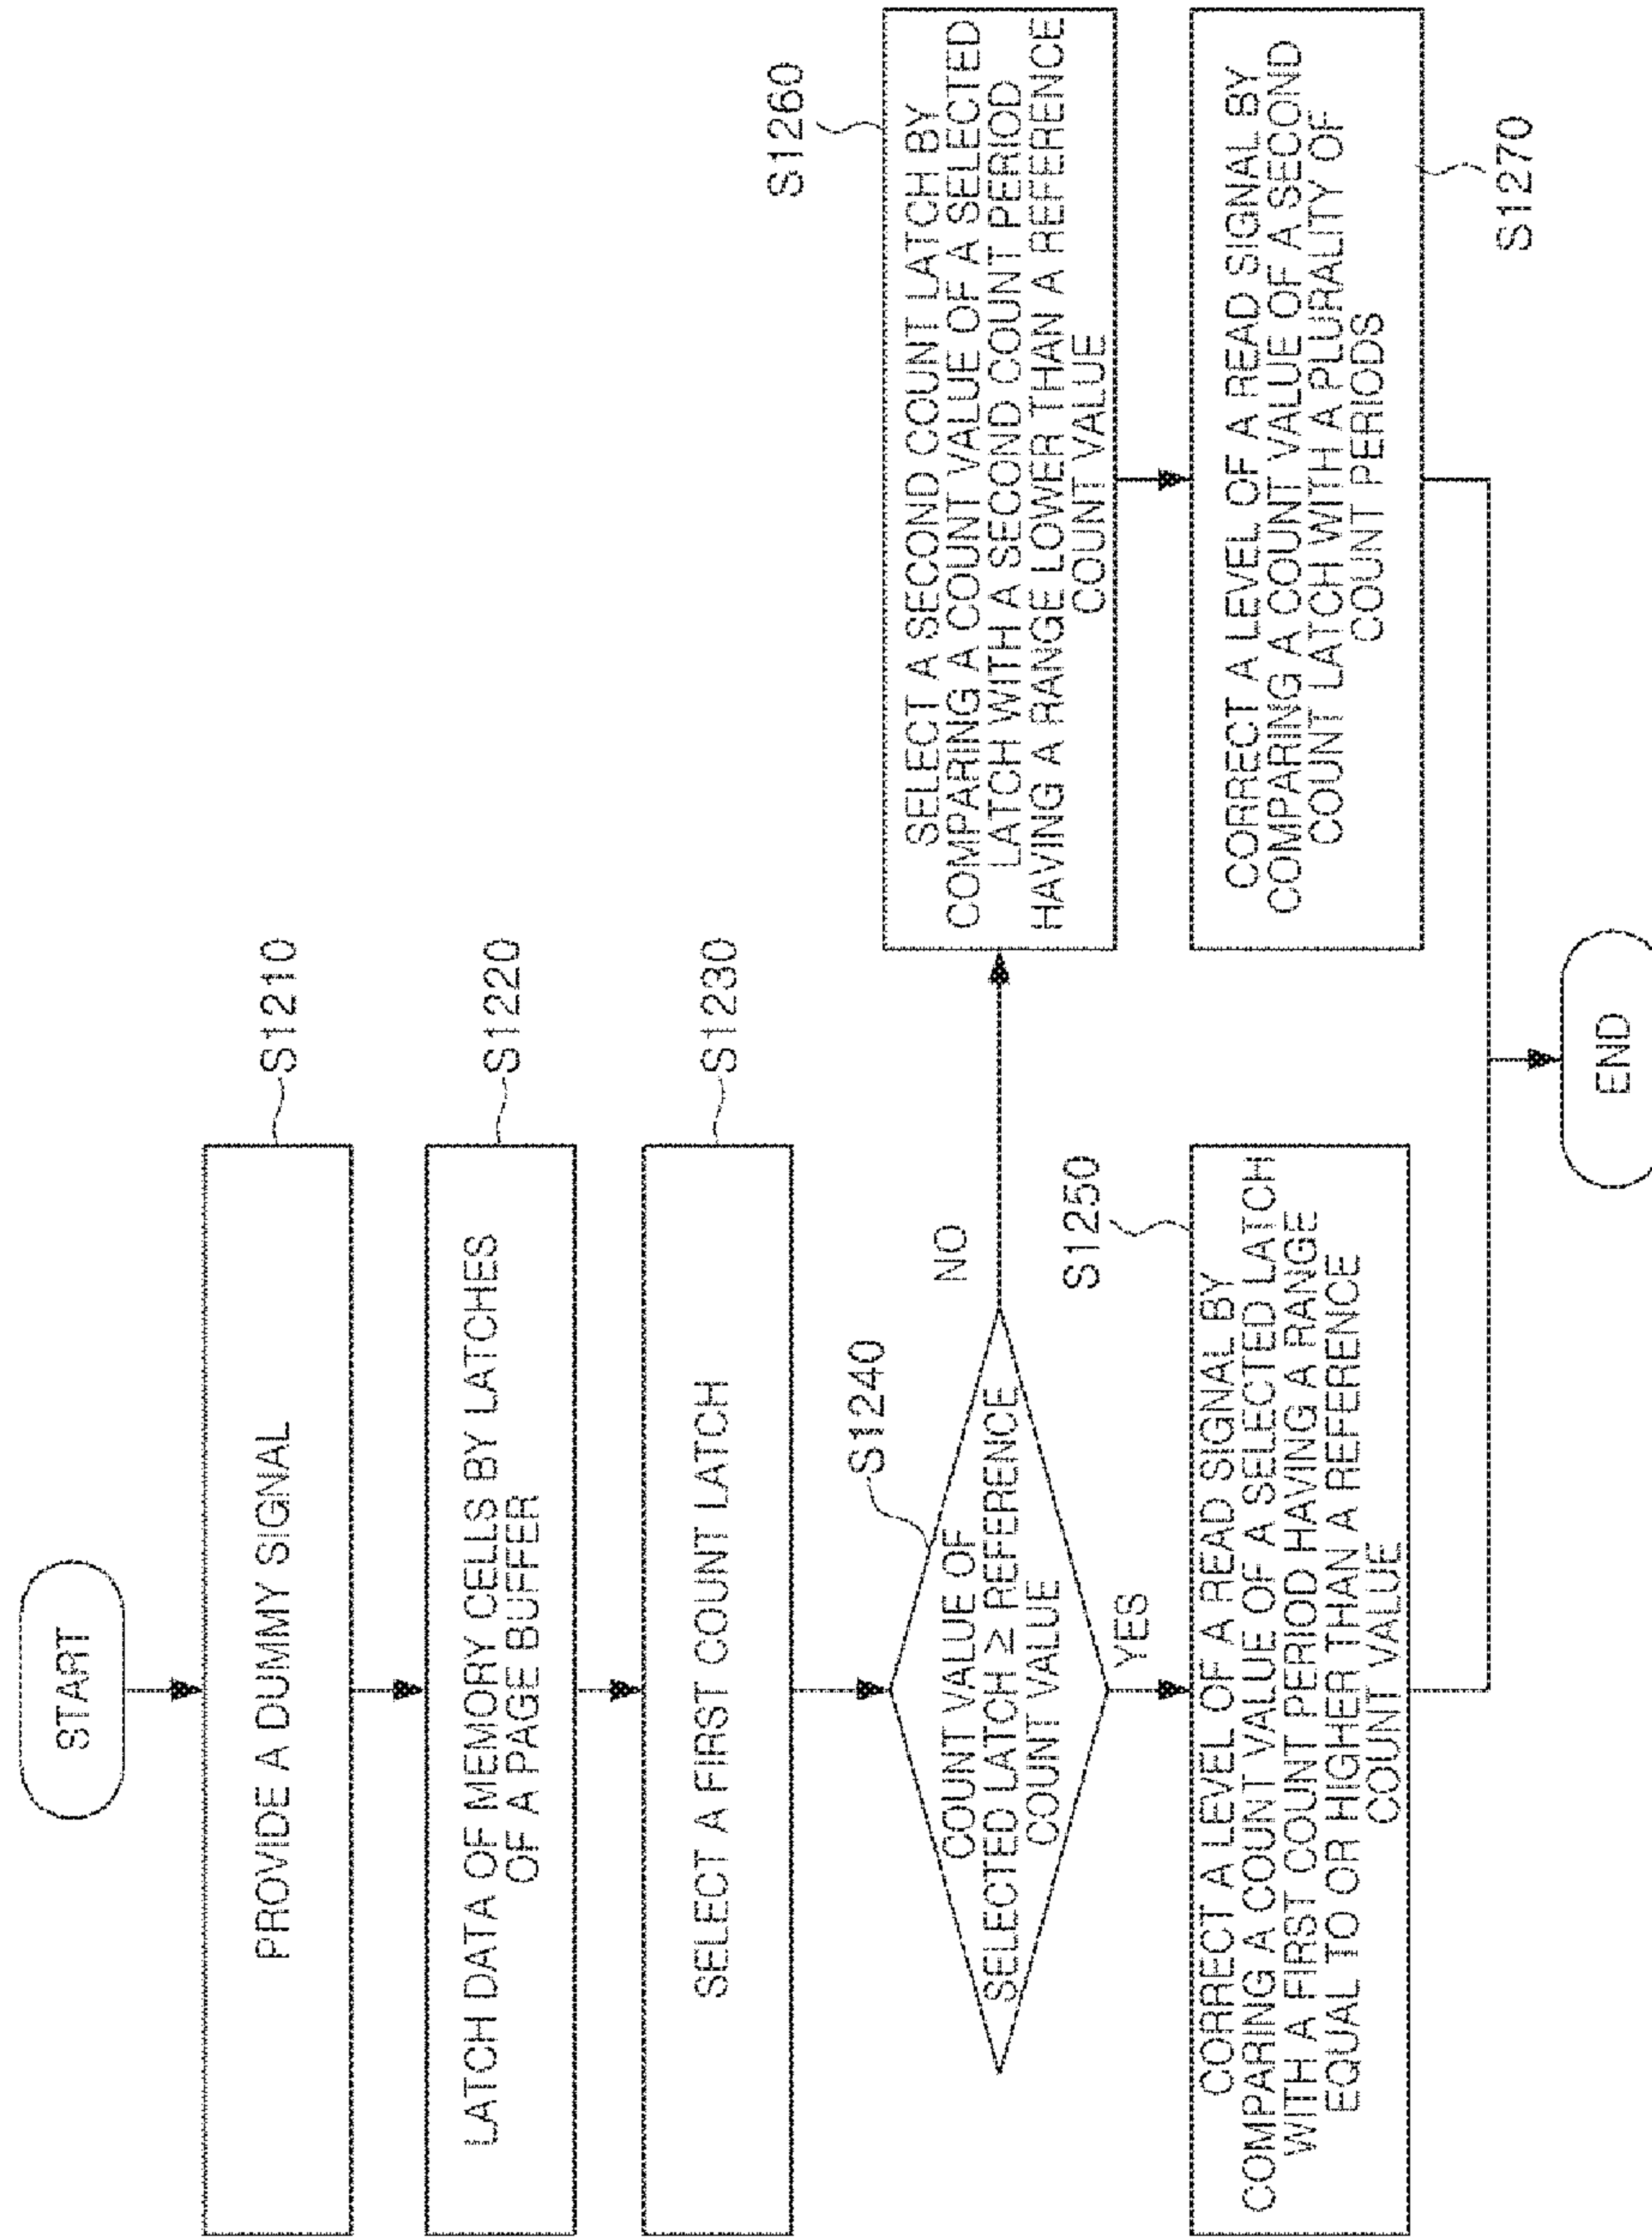 START
PROVIDE A DUMMY SIGNAL
S1210
LATCH DATA OF MEMORY CELLS BY LATCHES
OF A PAGE BUFFER
S1220
SELECT A FIRST COUNT LATCH
S1230
S1240
COUNT VALUE OF
SELECTED LATCH ≥ REFERENCE
COUNT VALUE
NO
YES
S1250
CORRECT A LEVEL OF A READ SIGNAL BY
COMPARING A COUNT VALUE OF A SELECTED LATCH
WITH A FIRST COUNT PERIOD HAVING A RANGE
EQUAL TO OR HIGHER THAN A REFERENCE
COUNT VALUE
S1260
SELECT A SECOND COUNT LATCH BY
COMPARING A COUNT VALUE OF A SELECTED
LATCH WITH A SECOND COUNT PERIOD
HAVING A RANGE LOWER THAN A REFERENCE
COUNT VALUE
CORRECT A LEVEL OF A READ SIGNAL BY
COMPARING A COUNT VALUE OF A SECOND
COUNT LATCH WITH A PLURALITY OF
COUNT PERIODS
S1270
END